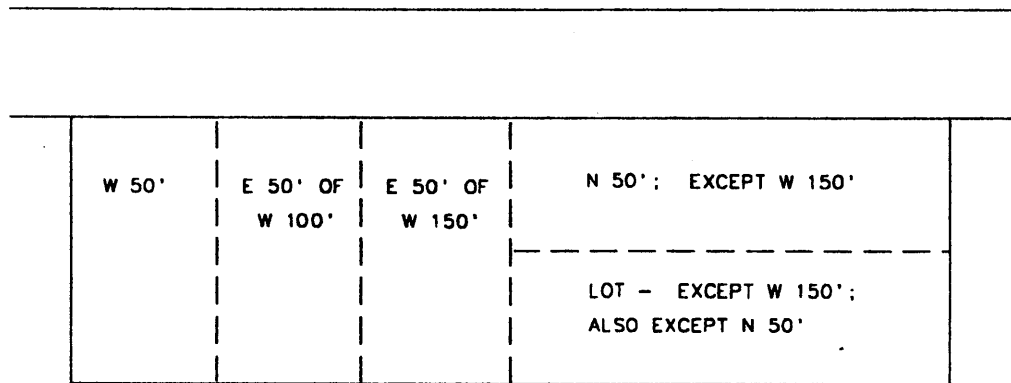 W 50'
E 50' OF
W 100'
E 50' OF
W 150'
N 50'; EXCEPT W 150'
LOT - EXCEPT W 150';
ALSO EXCEPT N 50'